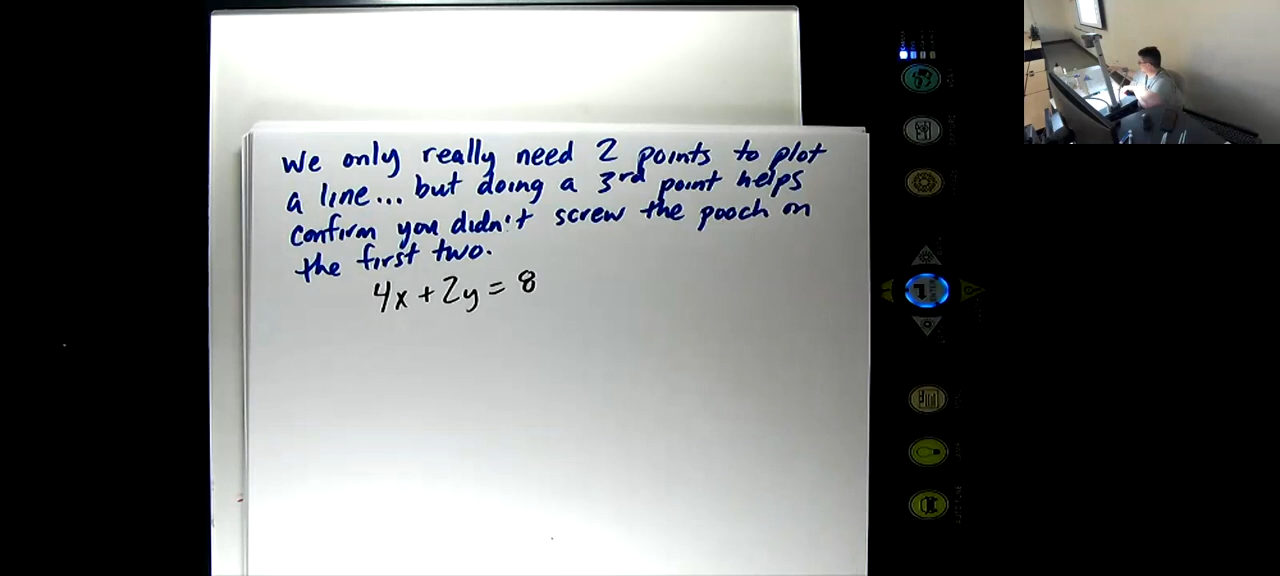 We only really need 2 points to plot
a line... but doing a 3rd point helps
confirm you didn't screw the pooch on
the first two.
4x + 2y = 8
ENTER